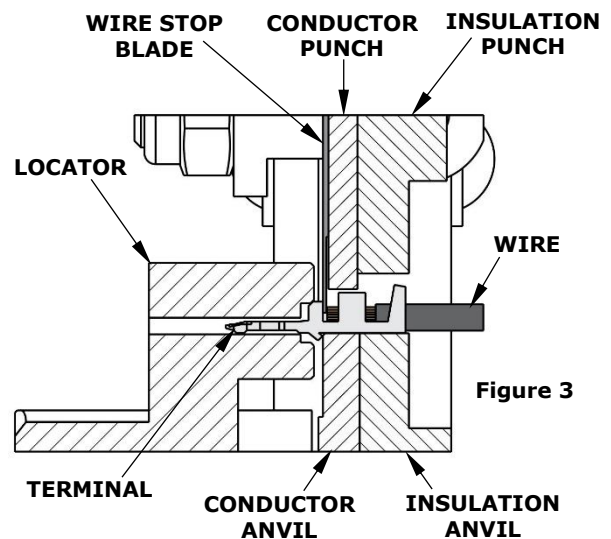 WIRE STOP
BLADE
CONDUCTOR
PUNCH
INSULATION
PUNCH
LOCATOR
WIRE
Figure 3
TERMINAL
CONDUCTOR
ANVIL
INSULATION
ANVIL